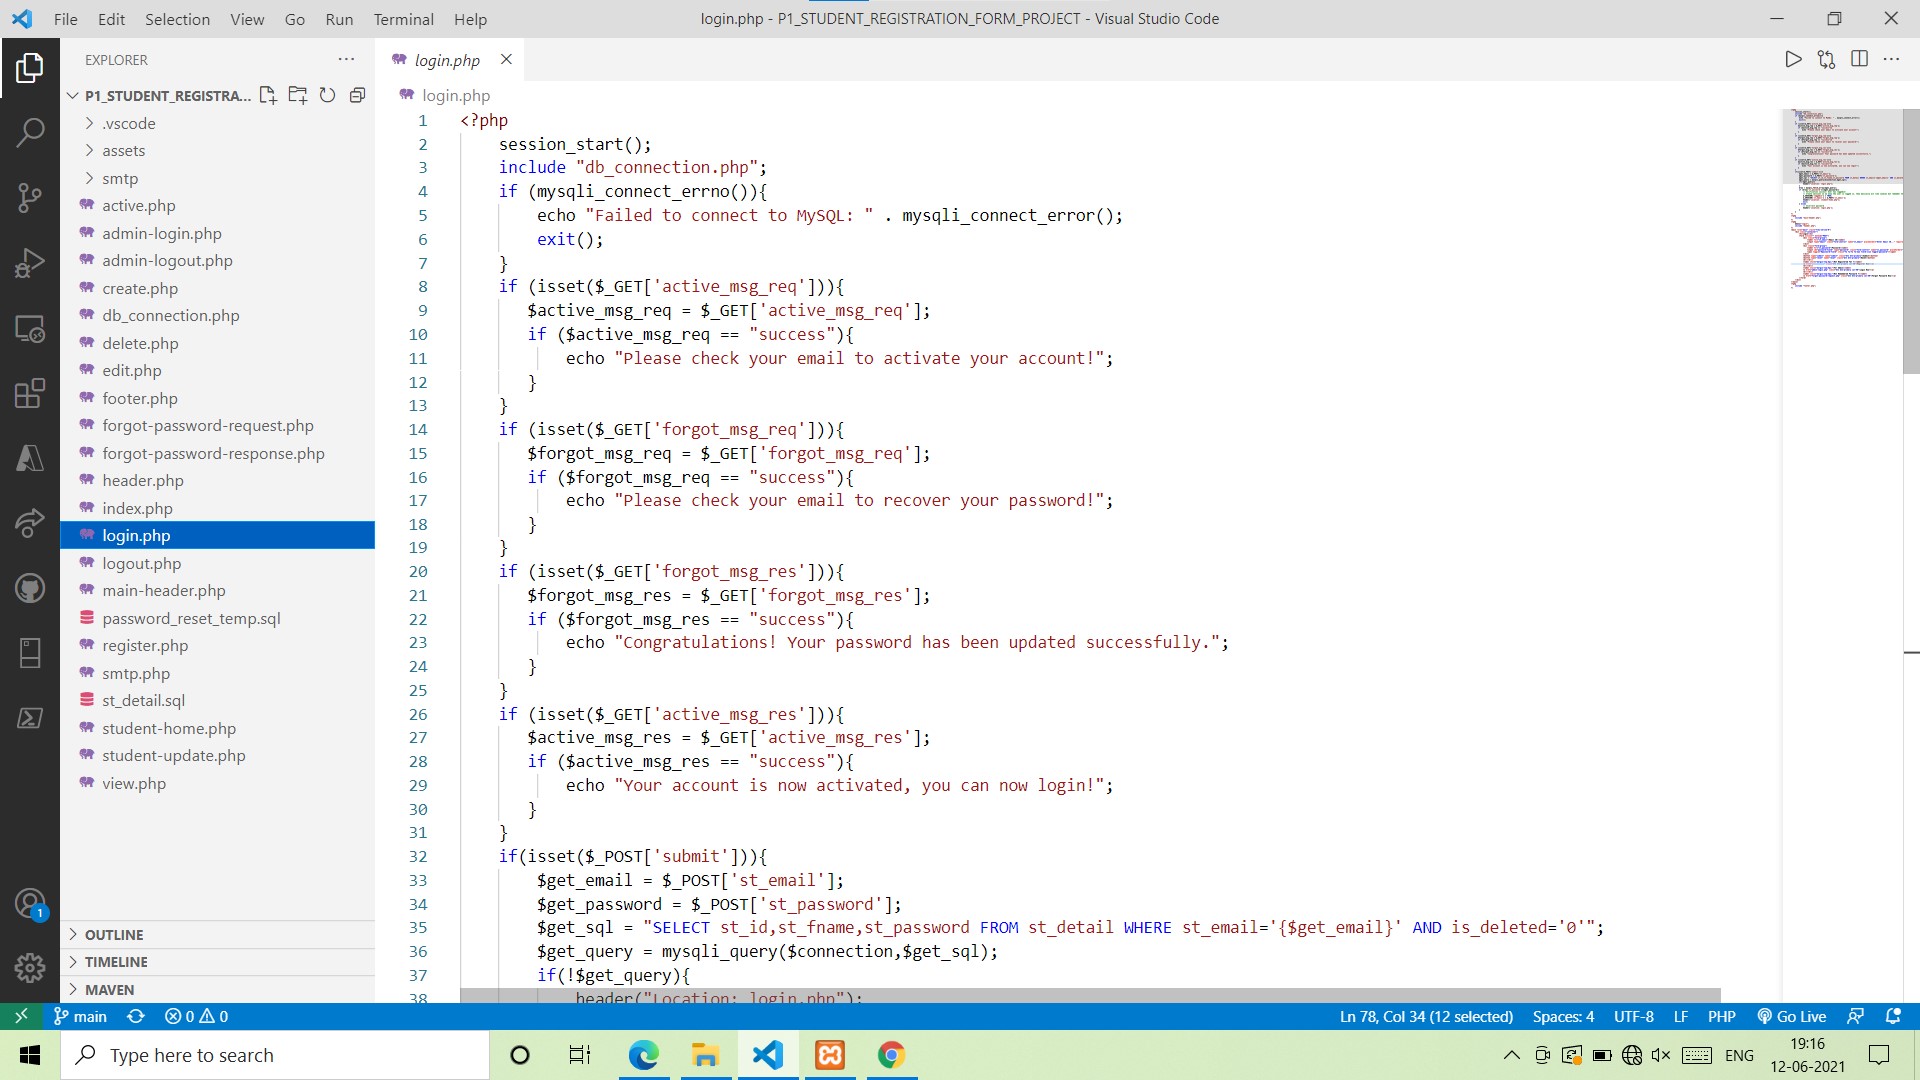 File Edit Selection View Go Run Terminal Help
login.php - P1_STUDENT_REGISTRATION_FORM_PROJECT - Visual Studio Code
EXPLORER
P1_STUDENT_REGISTRA...
.vscode
assets
smtp
active.php
admin-login.php
admin-logout.php
create.php
db_connection.php
delete.php
edit.php
footer.php
forgot-password-request.php
forgot-password-response.php
header.php
index.php
login.php
logout.php
main-header.php
password_reset_temp.sql
register.php
smtp.php
st_detail.sql
student-home.php
student-update.php
view.php
OUTLINE
TIMELINE
MAVEN
login.php
login.php
1 <?php
2 session_start();
3 include "db_connection.php";
4 if (mysqli_connect_errno()){
5 echo "Failed to connect to MySQL: " . mysqli_connect_error();
6 exit();
7 }
8 if (isset($_GET['active_msg_req'])){
9 $active_msg_req = $_GET['active_msg_req'];
10 if ($active_msg_req == "success"){
11 echo "Please check your email to activate your account!";
12 }
13 }
14 if (isset($_GET['forgot_msg_req'])){
15 $forgot_msg_req = $_GET['forgot_msg_req'];
16 if ($forgot_msg_req == "success"){
17 echo "Please check your email to recover your password!";
18 }
19 }
20 if (isset($_GET['forgot_msg_res'])){
21 $forgot_msg_res = $_GET['forgot_msg_res'];
22 if ($forgot_msg_res == "success"){
23 echo "Congratulations! Your password has been updated successfully.";
24 }
25 }
26 if (isset($_GET['active_msg_res'])){
27 $active_msg_res = $_GET['active_msg_res'];
28 if ($active_msg_res == "success"){
29 echo "Your account is now activated, you can now login!";
30 }
31 }
32 if(isset($_POST['submit'])){
33 $get_email = $_POST['st_email'];
34 $get_password = $_POST['st_password'];
35 $get_sql = "SELECT st_id,st_fname,st_password FROM st_detail WHERE st_email='{$get_email}' AND is_deleted='0'";
36 $get_query = mysqli_query($connection,$get_sql);
37 if(!$get_query){
38 header("Location: login.php");
1
main 0 0
Ln 78, Col 34 (12 selected) Spaces: 4 UTF-8 LF PHP Go Live
Type here to search
ENG
19:16
12-06-2021